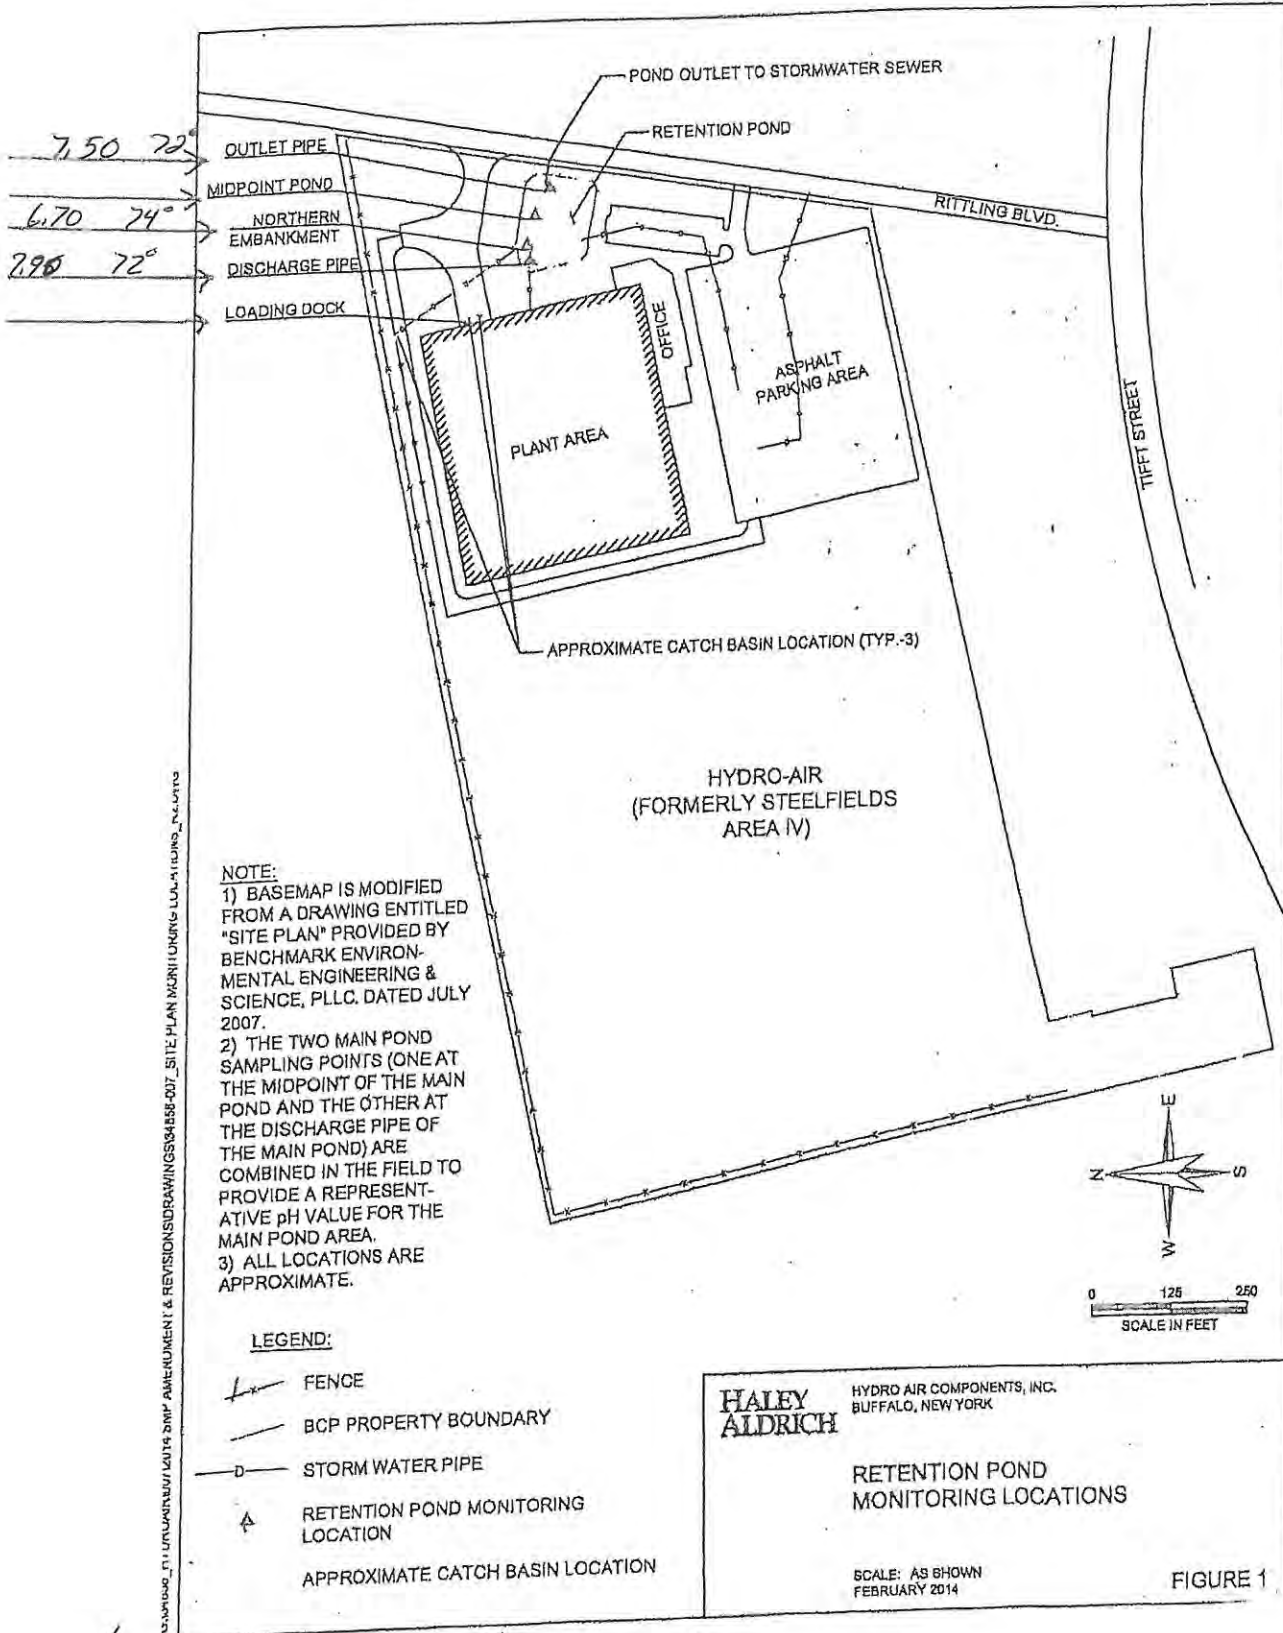 POND OUTLET TO STORMWATER SEWER
RETENTION POND
7.50 72°
OUTLET PIPE
MIDPOINT POND
6.70 74°
NORTHERN
EMBANKMENT
72°
DISCHARGE PIPE
LOADING DOCK
RITTLING BLVD.
OFFICE
ASPHALT
PARKING AREA
PLANT AREA
TIFFT STREET
APPROXIMATE CATCH BASIN LOCATION (TYP.-3)
HYDRO-AIR
(FORMERLY STEELFIELDS
AREA IV)
NOTE:
1) BASEMAP IS MODIFIED
FROM A DRAWING ENTITLED
"SITE PLAN" PROVIDED BY
BENCHMARK ENVIRON-
MENTAL ENGINEERING &
SCIENCE, PLLC. DATED JULY
2007.
2) THE TWO MAIN POND
SAMPLING POINTS (ONE AT
THE MIDPOINT OF THE MAIN
POND AND THE OTHER AT
THE DISCHARGE PIPE OF
THE MAIN POND) ARE
COMBINED IN THE FIELD TO
PROVIDE A REPRESENT-
ATIVE pH VALUE FOR THE
MAIN POND AREA.
3) ALL LOCATIONS ARE
APPROXIMATE.
E
N
S
W
0 125 250
SCALE IN FEET
LEGEND:
FENCE
BCP PROPERTY BOUNDARY
STORM WATER PIPE
RETENTION POND MONITORING
LOCATION
APPROXIMATE CATCH BASIN LOCATION
HALEY
ALDRICH
HYDRO AIR COMPONENTS, INC.
BUFFALO, NEW YORK
RETENTION POND
MONITORING LOCATIONS
SCALE: AS SHOWN
FEBRUARY 2014
FIGURE 1
AMENDMENT & REVISIONS\DRAWINGS\34858-007_SITE PLAN MONITORING